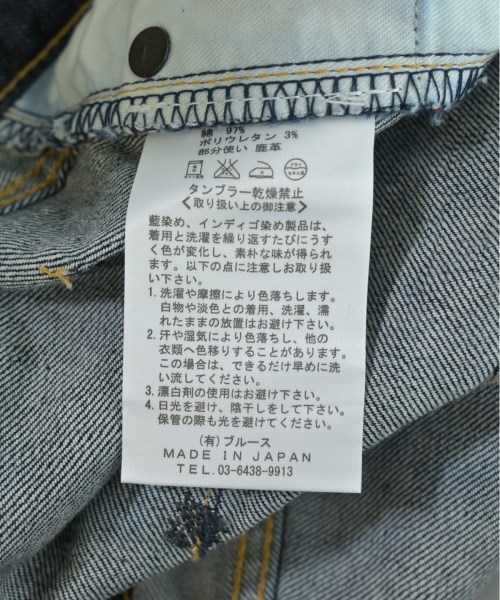 綿 97%
ポリウレタン 3%
部分使い 鹿革
タンブラー乾燥禁止
〈取り扱い上の御注意〉
藍染め、インディゴ染め製品は、
着用と洗濯を繰り返すたびにうす
く色が変化し、素朴な味が得られ
ます。以下の点に注意しお取り扱
い下さい。
1. 洗濯や摩擦により色落ちします。
白物や淡色との着用、洗濯、濡
れたままの放置はお避け下さい。
2. 汗や湿気により色落ちし、他の
衣類へ色移りすることがあります。
この場合は、できるだけ早めに洗
い流してください。
3. 漂白剤の使用はお避け下さい。
4. 日光を避け、陰干しをして下さい。
保管の際も光を避けてください。
(有) ブルース
MADE IN JAPAN
TEL. 03-6438-9913